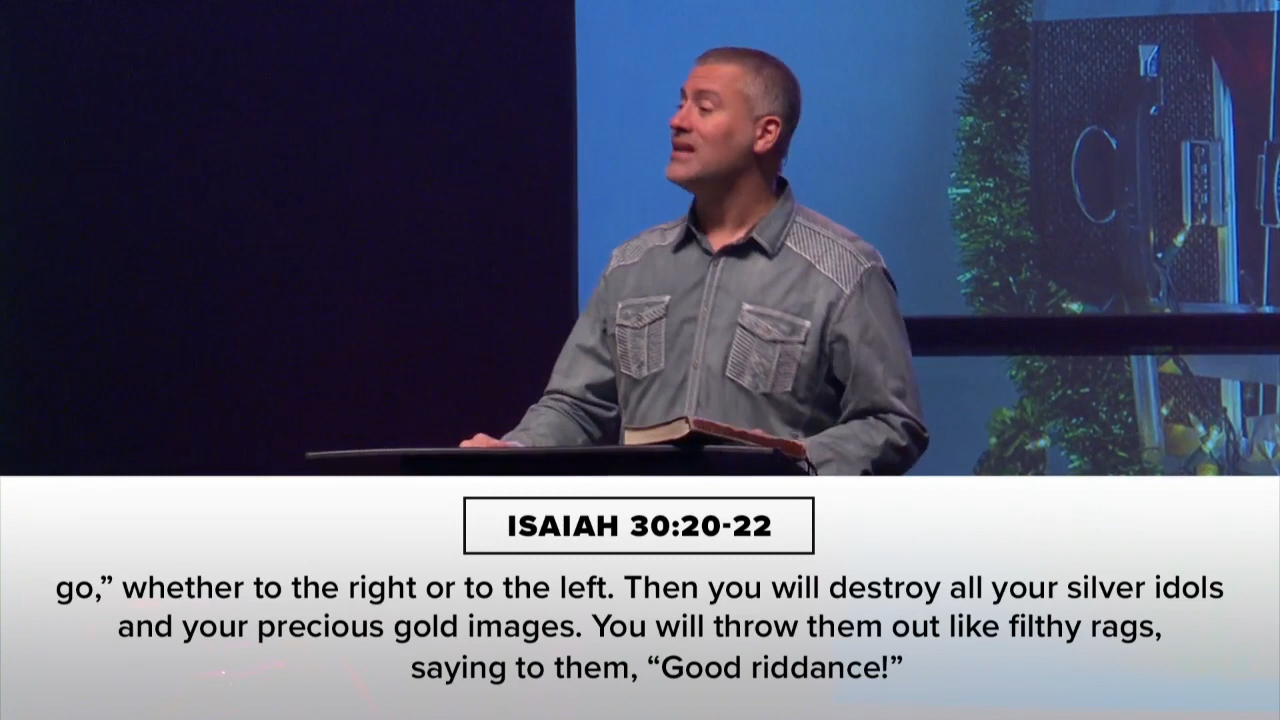 ISAIAH 30:20-22
go,” whether to the right or to the left. Then you will destroy all your silver idols
and your precious gold images. You will throw them out like filthy rags,
saying to them, “Good riddance!”